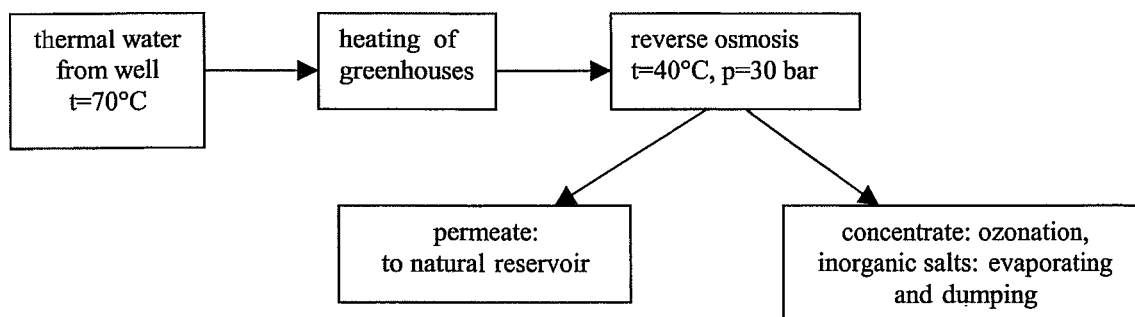 thermal water
from well
t=70°C
heating of
greenhouses
reverse osmosis
t=40°C, p=30 bar
permeate:
to natural reservoir
concentrate: ozonation,
inorganic salts: evaporating
and dumping